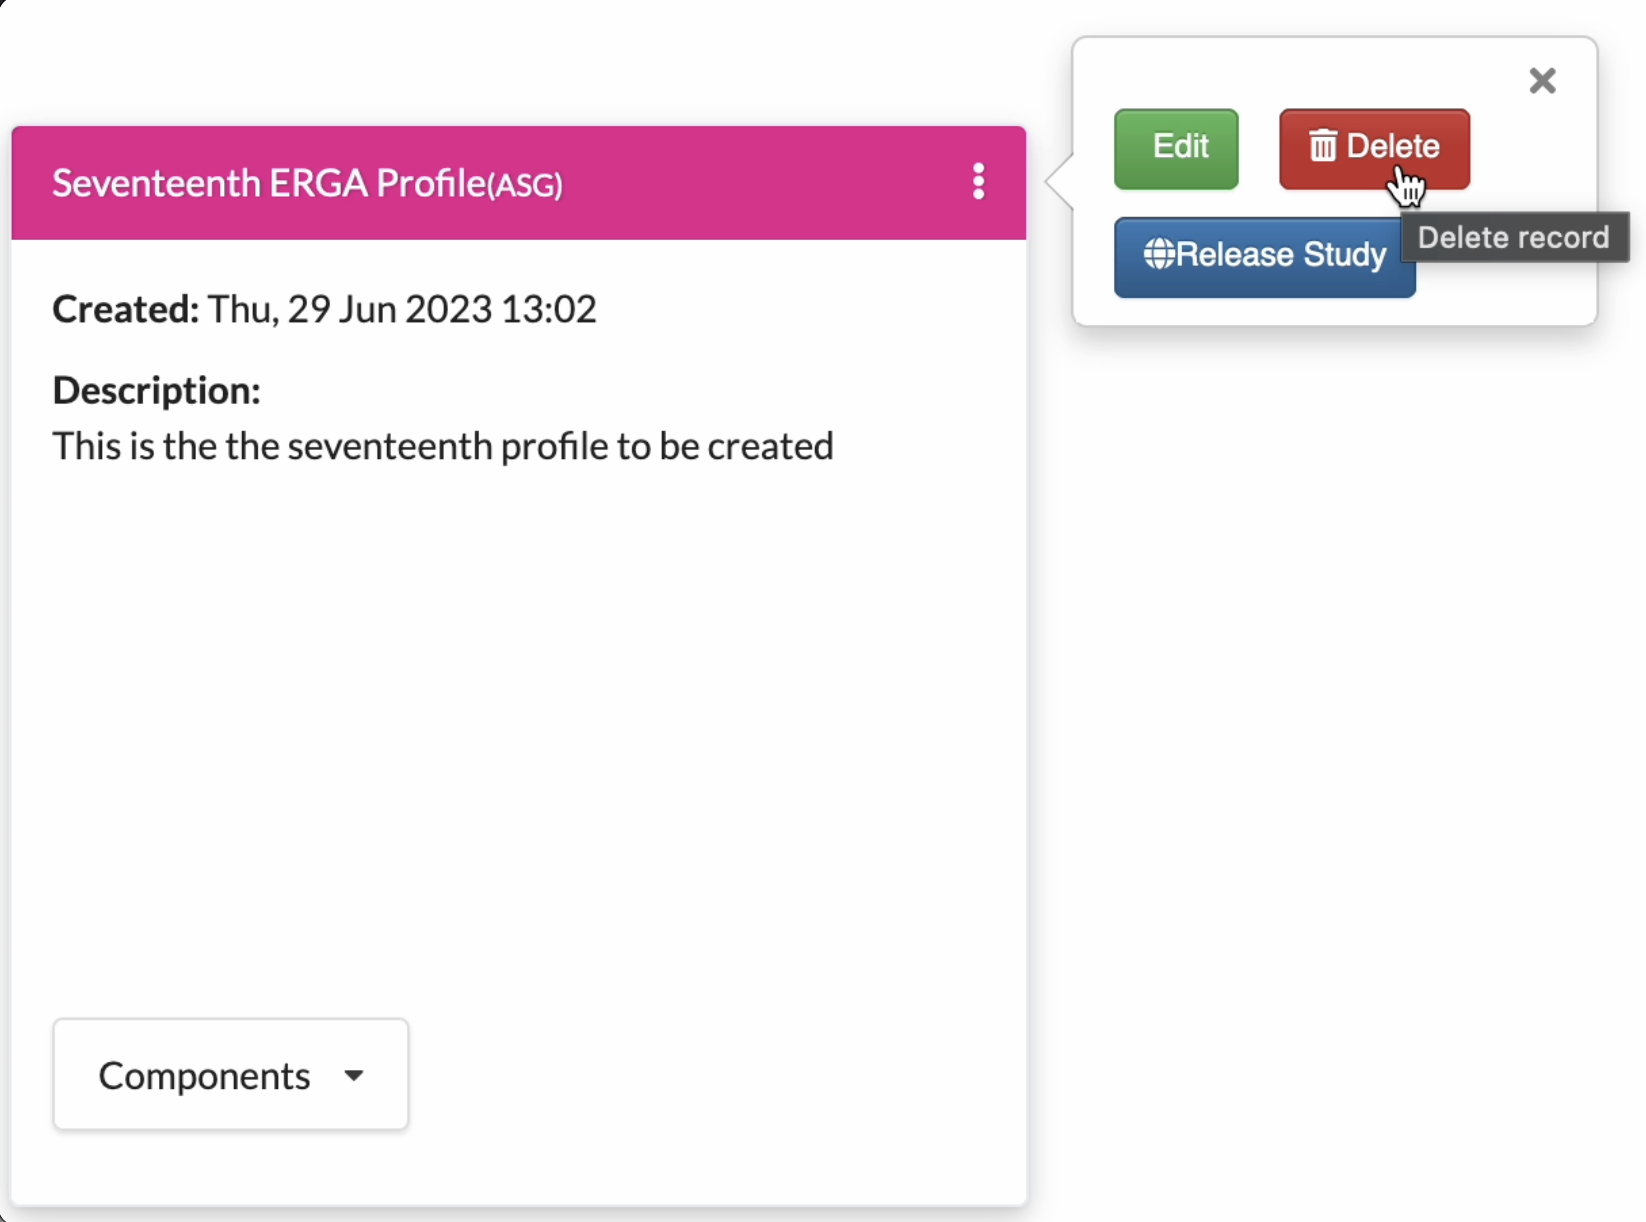 Seventeenth ERGA Profile(ASG)
Created: Thu, 29 Jun 2023 13:02
Description:
This is the the seventeenth profile to be created
Components
Edit
Delete
Release Study
Delete record